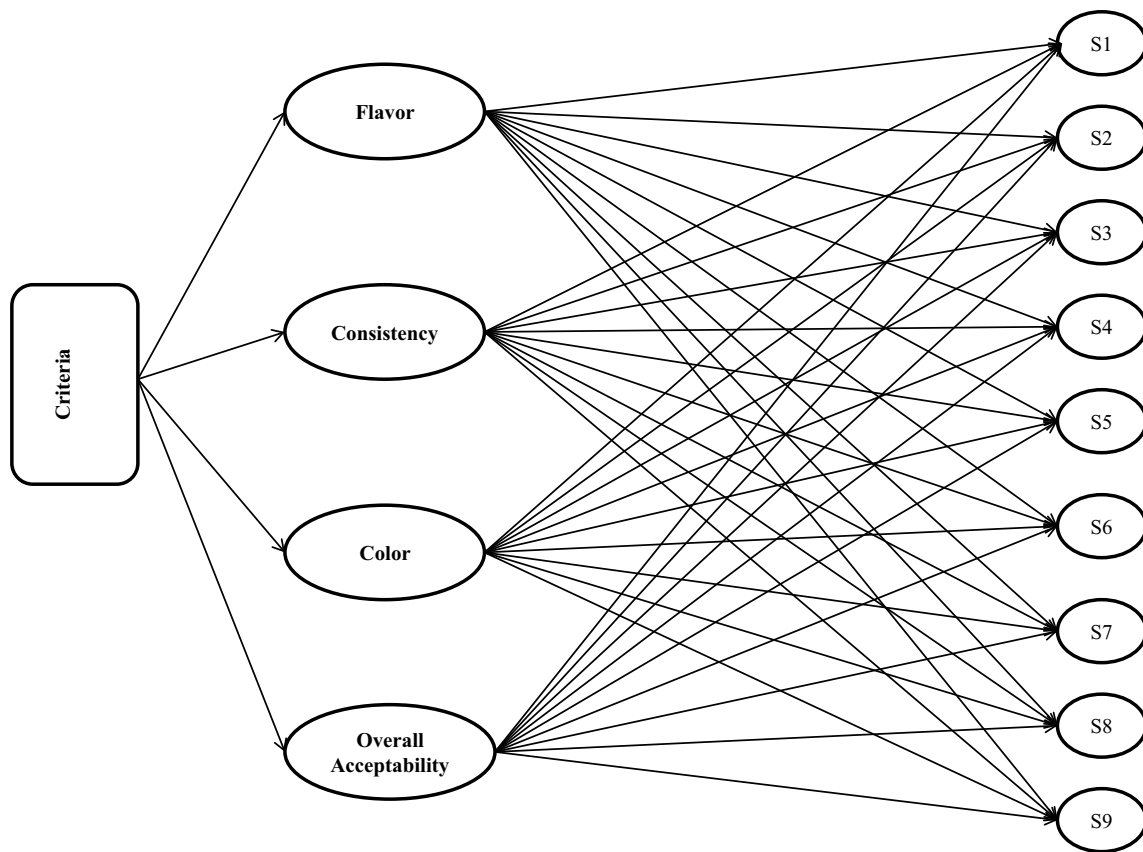 Criteria
Flavor
Consistency
Color
Overall
Acceptability
S1
S2
S3
S4
S5
S6
S7
S8
S9